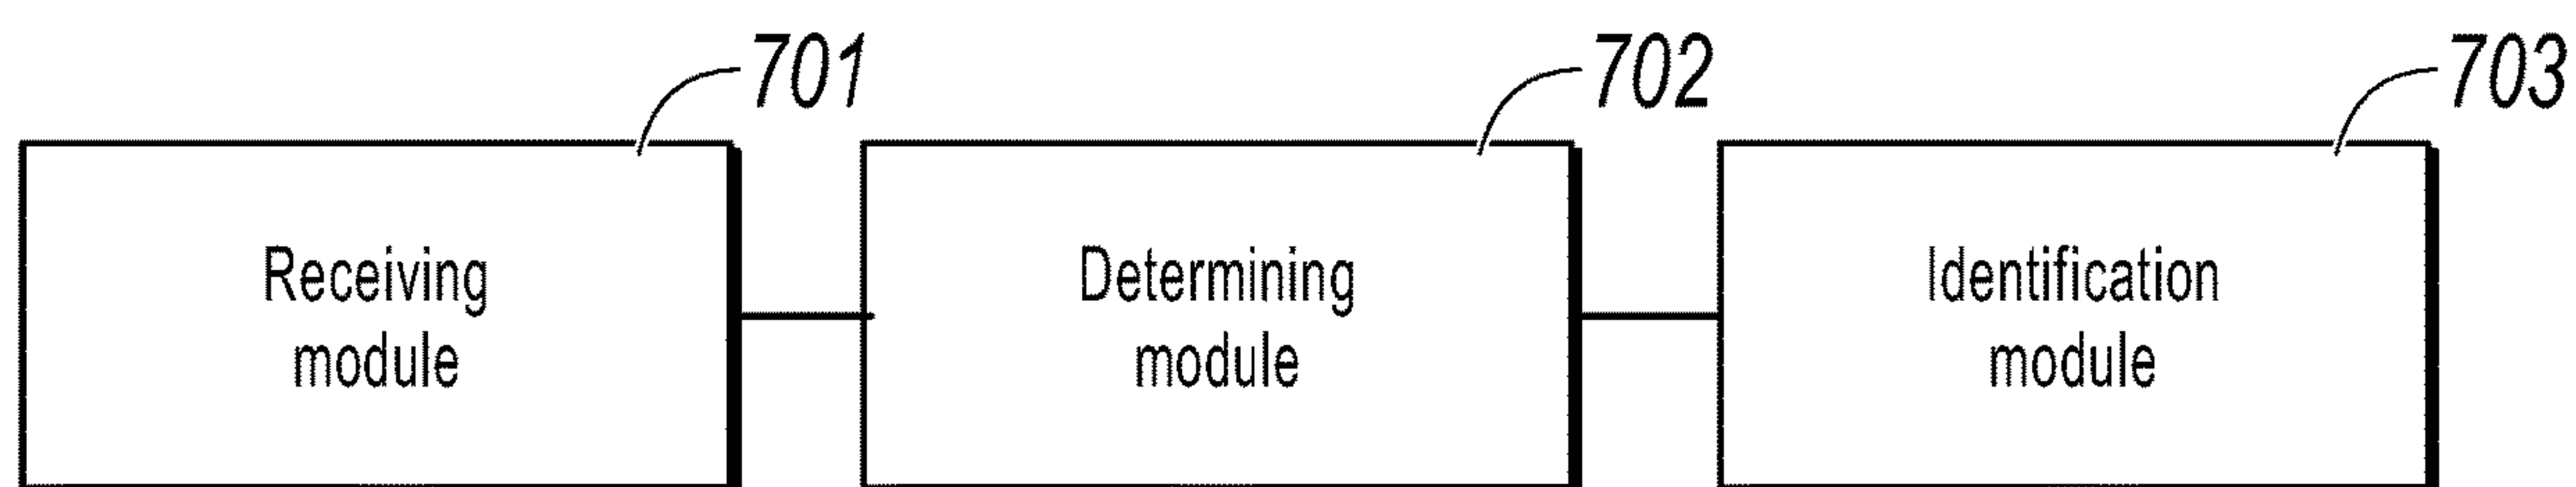 701
702
703
Receiving
module
Determining
module
Identification
module